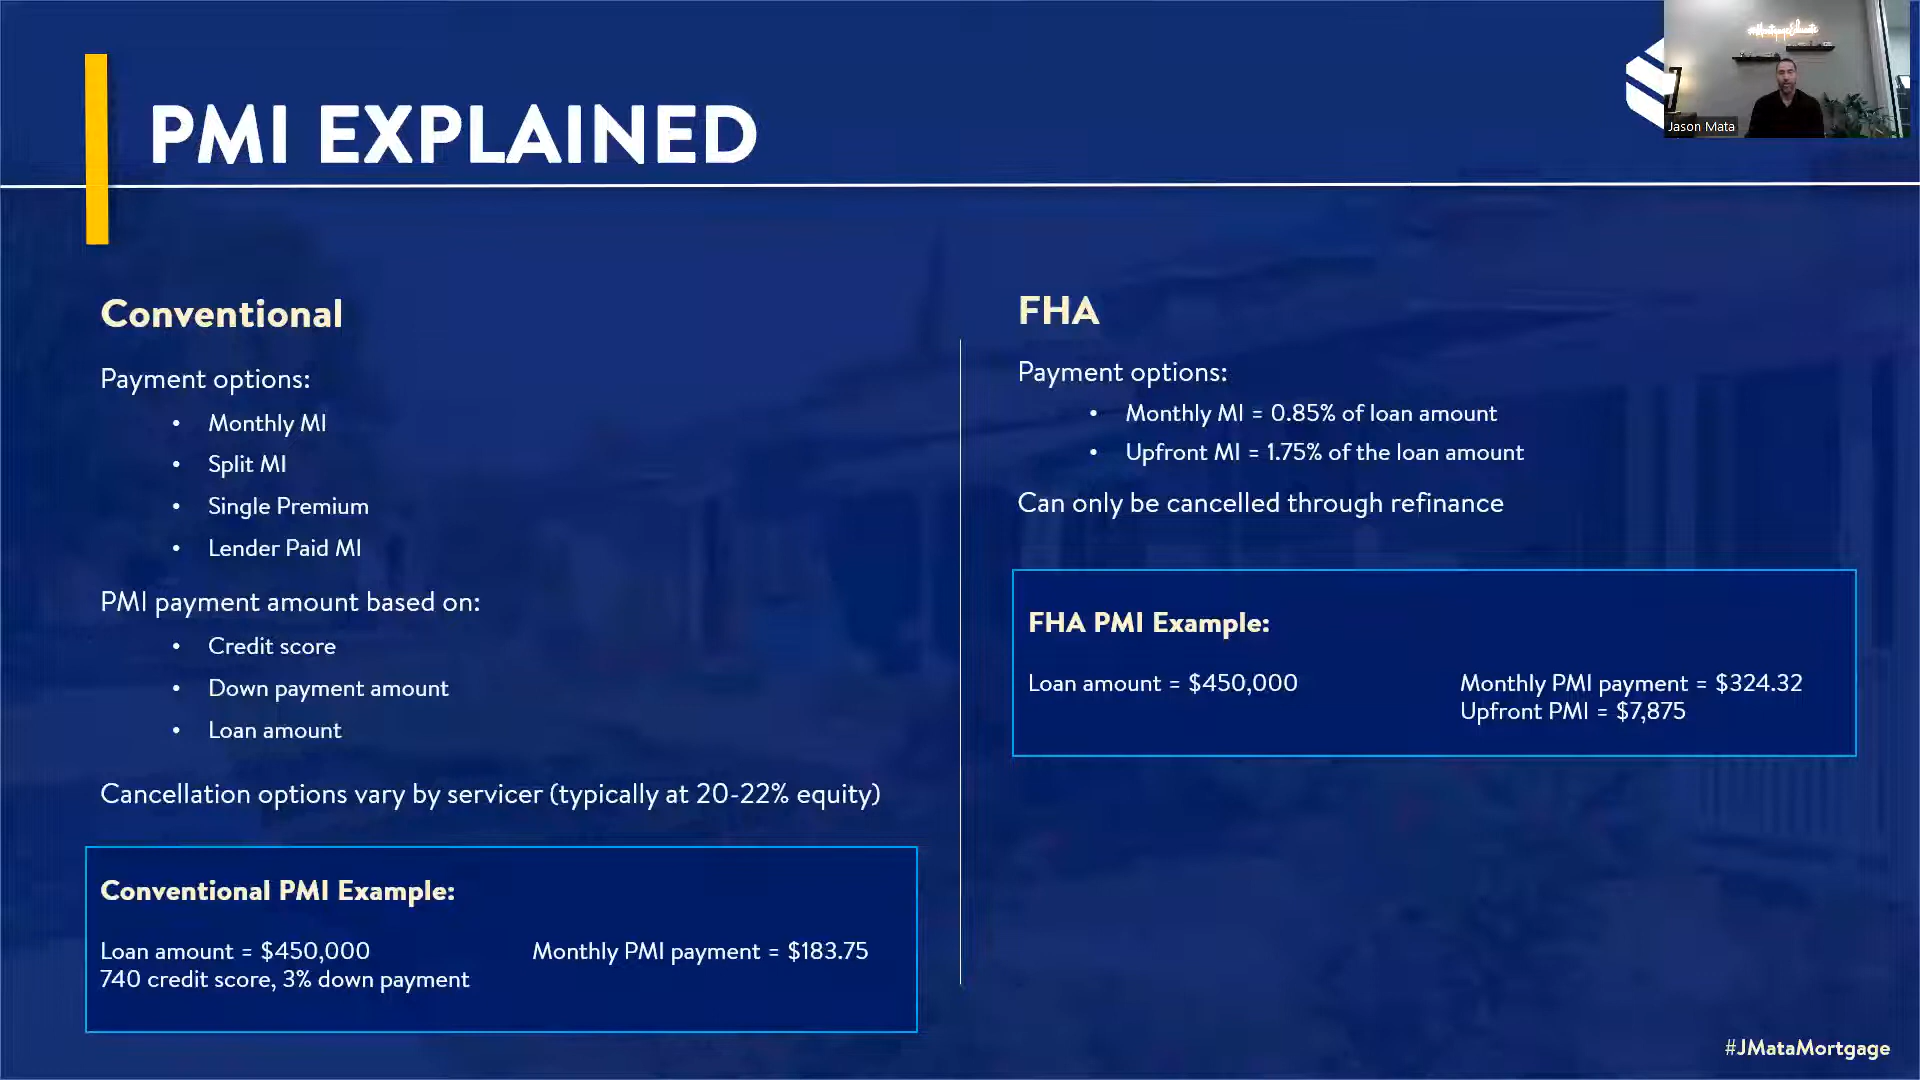 PMI EXPLAINED
Jason Mata
Conventional
Payment options:
• Monthly MI
• Split MI
• Single Premium
• Lender Paid MI
PMI payment amount based on:
• Credit score
• Down payment amount
• Loan amount
Cancellation options vary by servicer (typically at 20-22% equity)
Conventional PMI Example:
Loan amount = $450,000
740 credit score, 3% down payment
Monthly PMI payment = $183.75
FHA
Payment options:
• Monthly MI = 0.85% of loan amount
• Upfront MI = 1.75% of the loan amount
Can only be cancelled through refinance
FHA PMI Example:
Loan amount = $450,000
Monthly PMI payment = $324.32
Upfront PMI = $7,875
#JMataMortgage